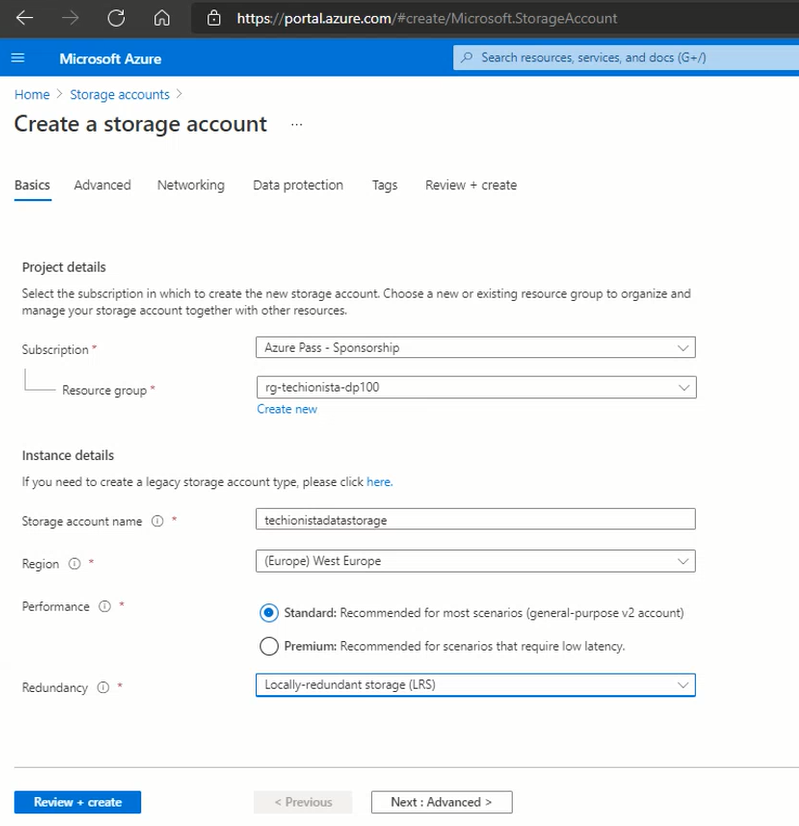 https://portal.azure.com/#create/Microsoft.StorageAccount
Microsoft Azure
Search resources, services, and docs (G+/)
Home > Storage accounts >
Create a storage account ...
Basics Advanced Networking Data protection Tags Review + create
Project details
Select the subscription in which to create the new storage account. Choose a new or existing resource group to organize and
manage your storage account together with other resources.
Subscription * Azure Pass - Sponsorship
Resource group * rg-techionista-dp100
Create new
Instance details
If you need to create a legacy storage account type, please click here.
Storage account name * techionistadatastorage
Region * (Europe) West Europe
Performance * Standard: Recommended for most scenarios (general-purpose v2 account)
Premium: Recommended for scenarios that require low latency.
Redundancy * Locally-redundant storage (LRS)
Review + create < Previous Next : Advanced >